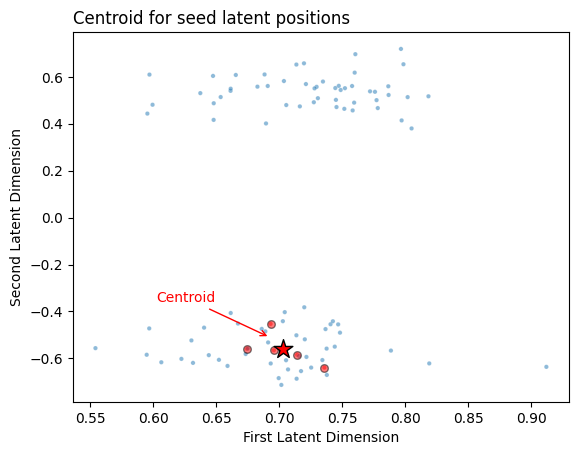 Centroid for seed latent positions
Second Latent Dimension
0.6
0.4
0.2
0.0
−0.2
−0.4
−0.6
Centroid
0.55 0.60 0.65 0.70 0.75 0.80 0.85 0.90
First Latent Dimension